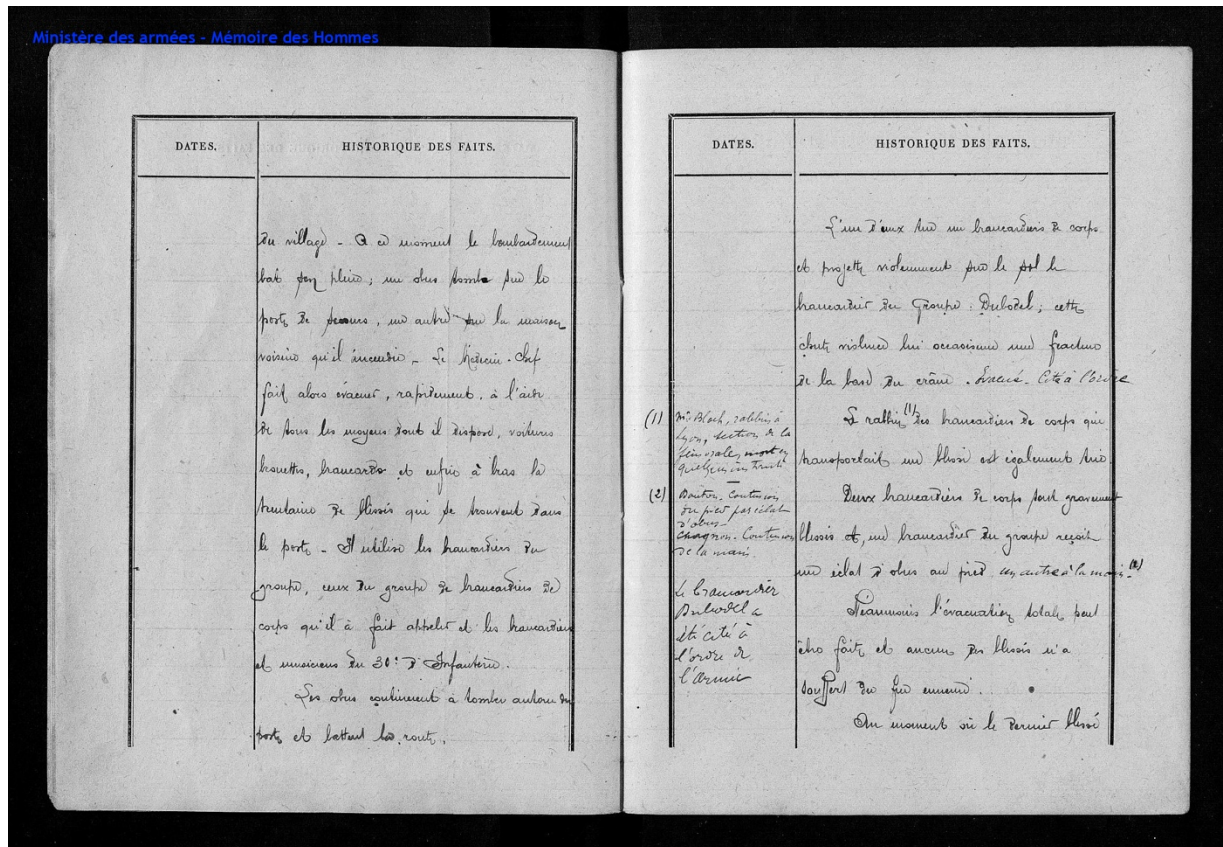 Ministère des armées - Mémoire des Hommes
DATES.
HISTORIQUE DES FAITS.
du village - A ce moment le bombardement
bat son plein ; un obus tombe sur le
poste de secours, un autre sur la maison
voisine qu'il incendie - Le Médecin-Chef
fait alors évacuer, rapidement, à l'aide
de tous les moyens dont il dispose, voitures
brouettes, brancards et enfin à bras la
trentaine de blessés qui se trouvent dans
le poste - Il utilise les brancardiers du
groupe, ceux du groupe de brancardiers de
corps qu'il à fait appeler et les brancardiers
et musiciens du 30e d'Infanterie.
Les obus continuent à tomber autour du
poste et battent la route.
DATES.
HISTORIQUE DES FAITS.
L'un d'eux tue un brancardiers de corps
et projette violemment sur le sol le
brancardier du Groupe : Dubodel ; cette
chute violence lui occasionne une fracture
de la base du crâne. Evacué. Cité à l'ordre
Le rabbin (1) des brancardiers de corps qui
transportait un blessé est également tué
Deux brancardiers de corps sont gravement
blessés et, un brancardier du groupe reçoit
un éclat d'obus au pied un autre à la main. (2)
Néanmoins l'évacuation totale peut
être faite et aucun des blessés n'a
souffert du feu ennemi.
Au moment où le dernier blessé
(1) Mr Bloch, rabbin à
Lyon, section de la
mort en
quelques
(2) Contusion
du pied par éclat
d'obus -
Chagnon - Contusion
de la main.
Le brancardier
Dubodel a
été cité à
l'ordre de
l'Armée